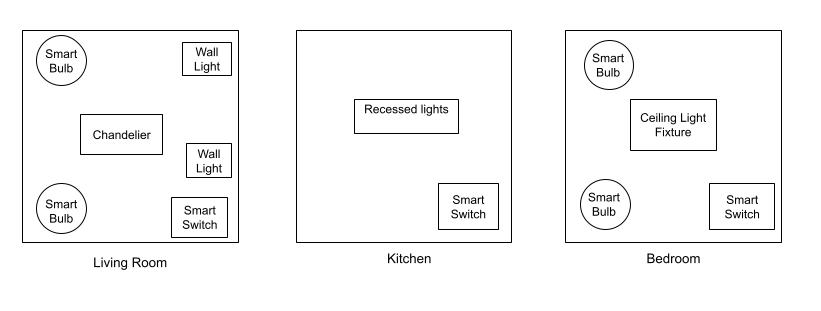 Smart
Bulb
Wall
Light
Chandelier
Wall
Light
Smart
Bulb
Smart
Switch
Living Room
Recessed lights
Smart
Switch
Kitchen
Smart
Bulb
Ceiling Light
Fixture
Smart
Bulb
Smart
Switch
Bedroom